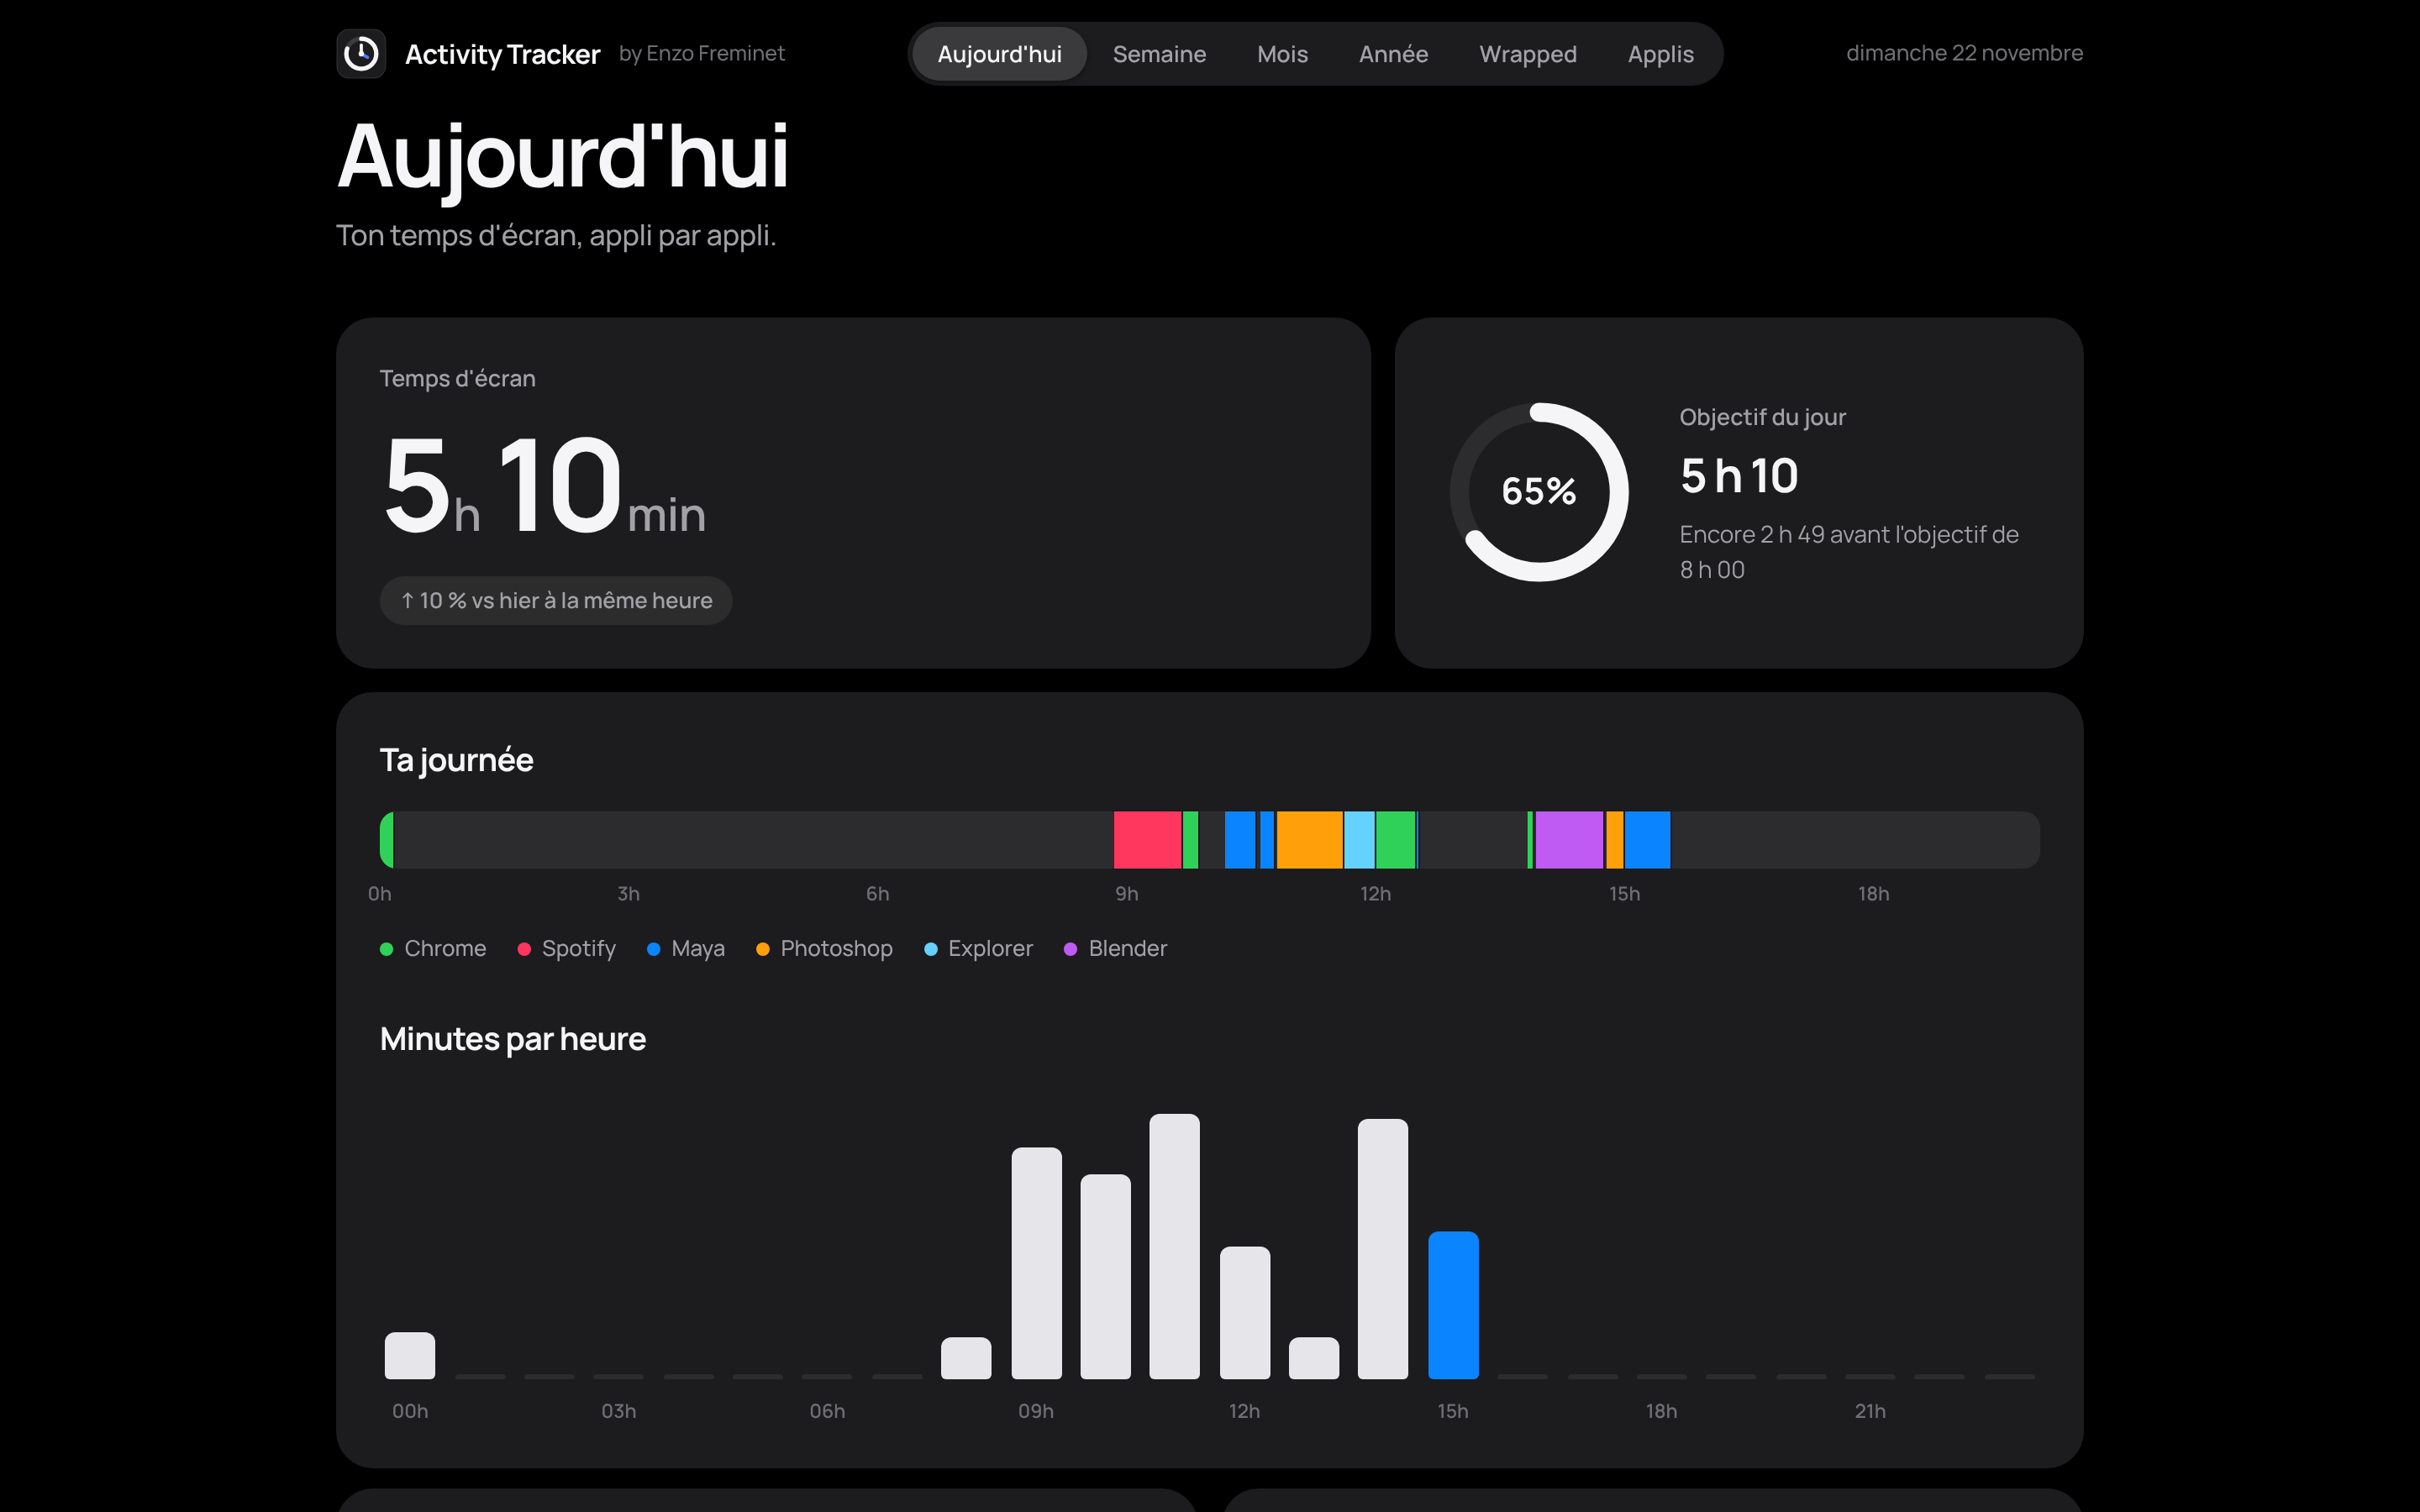 Activity Tracker by Enzo Freminet
Aujourd'hui Semaine Mois Année Wrapped Applis
dimanche 22 novembre
Aujourd'hui
Ton temps d'écran, appli par appli.
Temps d'écran
5h 10min
↑ 10 % vs hier à la même heure
65%
Objectif du jour
5 h 10
Encore 2 h 49 avant l'objectif de
8 h 00
Ta journée
0h 3h 6h 9h 12h 15h 18h
Chrome Spotify Maya Photoshop Explorer Blender
Minutes par heure
00h 03h 06h 09h 12h 15h 18h 21h